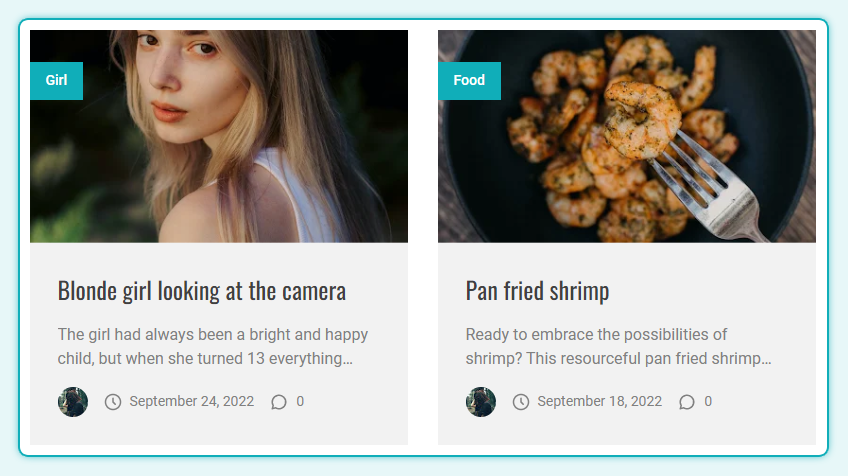 Girl
Blonde girl looking at the camera
The girl had always been a bright and happy
child, but when she turned 13 everything...
September 24, 2022 0
Food
Pan fried shrimp
Ready to embrace the possibilities of
shrimp? This resourceful pan fried shrimp...
September 18, 2022 0